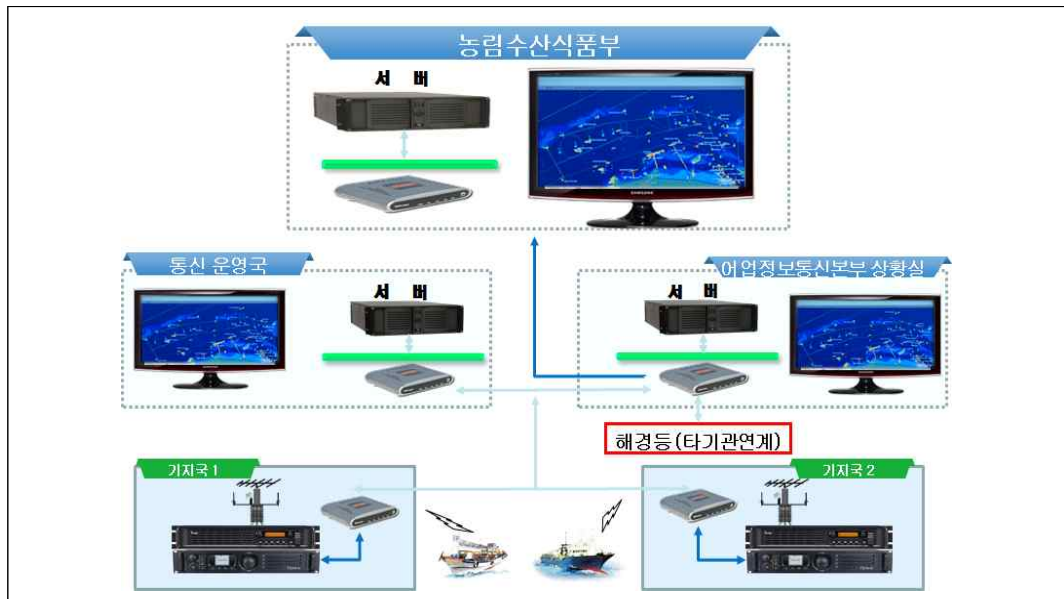 농림수산식품부
서 버
통신 운영국
서 버
어업정보통신본부 상황실
서 버
해경등(타기관연계)
기지국 1
기지국 2